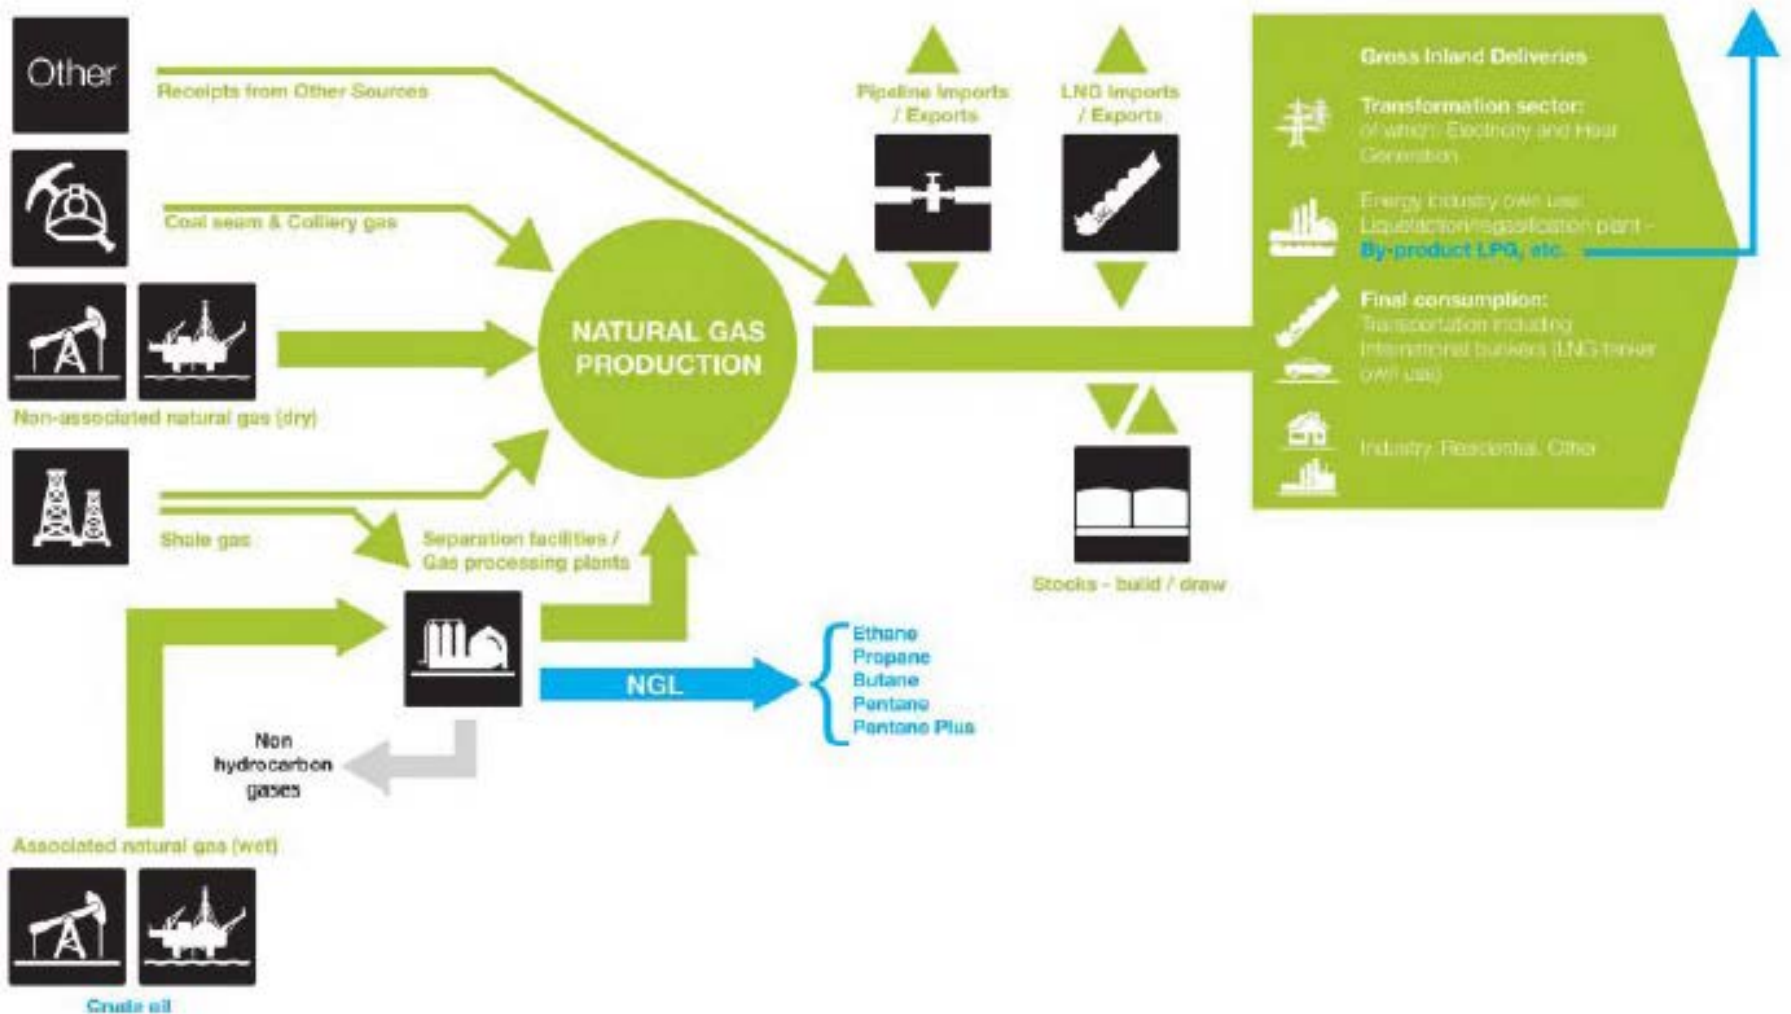 Other
Receipts from Other Sources
Coal seam & Colliery gas
Non-associated natural gas (dry)
Shale gas
NATURAL GAS
PRODUCTION
Separation facilities /
Gas processing plants
NGL
Ethane
Propane
Butane
Pentane
Pentane Plus
Non
hydrocarbon
gases
Associated natural gas (wet)
Crude oil
Pipeline Imports
/ Exports
LNG Imports
/ Exports
Stocks - build / draw
Gross Inland Deliveries
Transformation sector:
of which: Electricity and Heat
Generation
Energy industry own use:
Liquefaction/regasification plant -
By-product LPG, etc.
Final consumption:
Transportation including
International bunkers (LNG tanker
own use)
Industry, Residential, Other